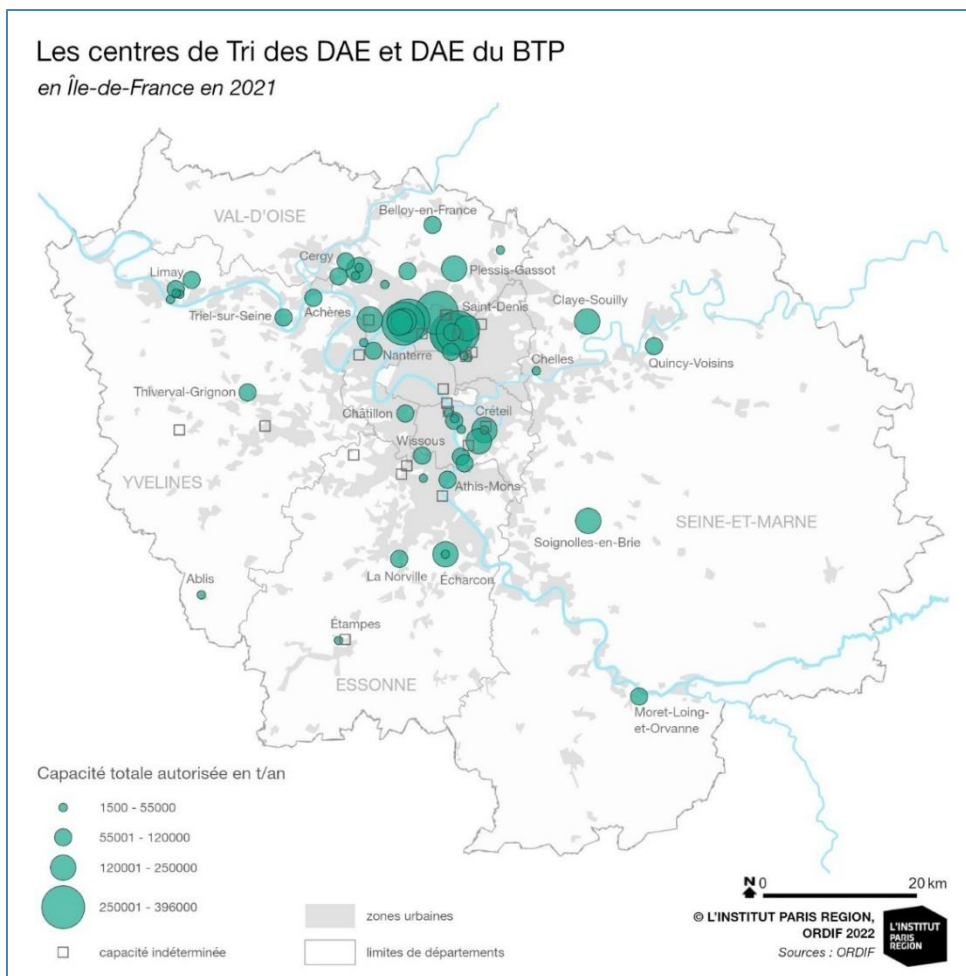 Les centres de Tri des DAE et DAE du BTP
en Île-de-France en 2021
VAL-D'OISE
Belloy-en-France
Cergy
Plessis-Gassot
Limay
Saint-Denis
Claye-Souilly
Triel-sur-Seine
Achères
Nanterre
Chelles
Quincy-Voisins
Thiverval-Grignon
Châtillon
Créteil
Wissous
YVELINES
Athis-Mons
SEINE-ET-MARNE
Soignolles-en-Brie
La Norville
Écharcon
Ablis
Étampes
ESSONNE
Moret-Loing-
et-Orvanne
Capacité totale autorisée en t/an
1500 - 55000
55001 - 120000
120001 - 250000
250001 - 396000
capacité indéterminée
zones urbaines
limites de départements
N 0 20 km
© L'INSTITUT PARIS REGION,
ORDIF 2022
Sources : ORDIF
L'INSTITUT
PARIS
REGION